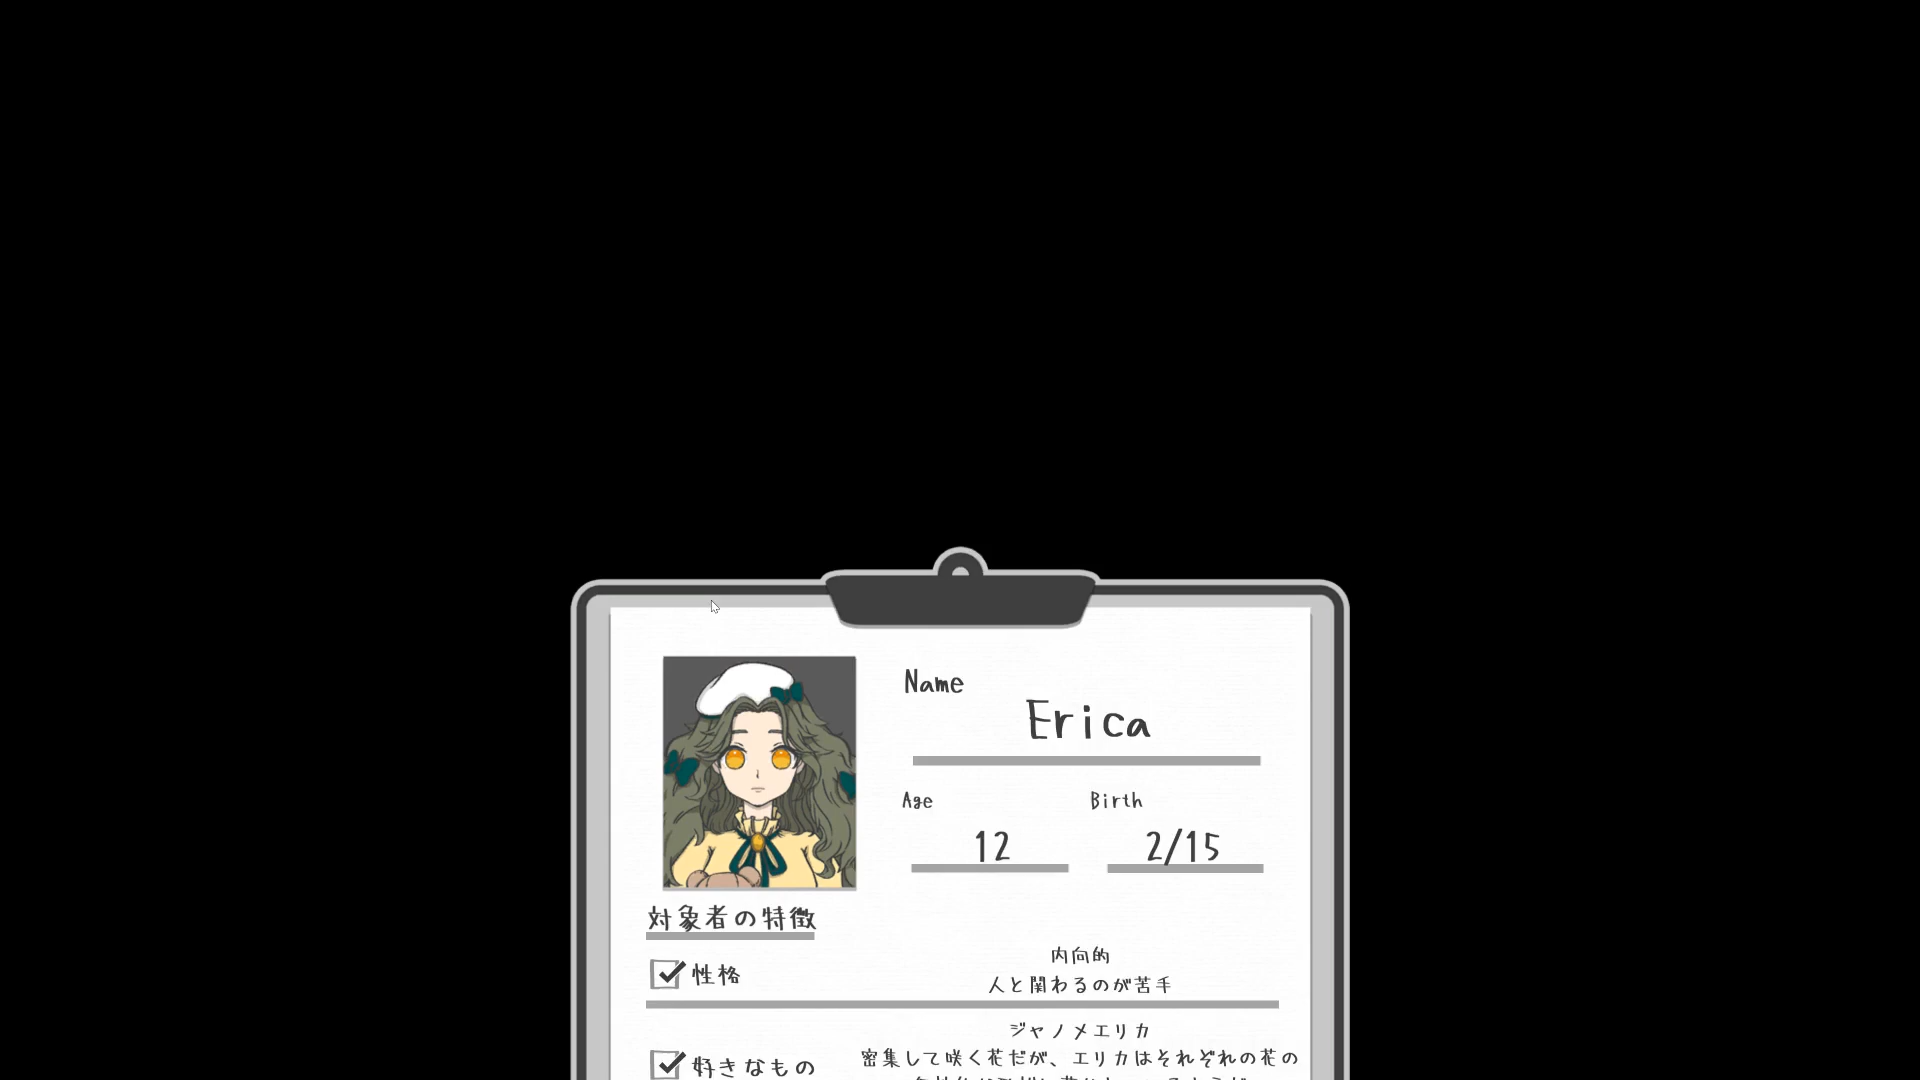 Name
Erica
Age
Birth
12
2/15
対象者の特徴
性格
内向的
人と関わるのが苦手
好きなもの
ジャノメエリカ
密集して咲く花だが、エリカはそれぞれの花の